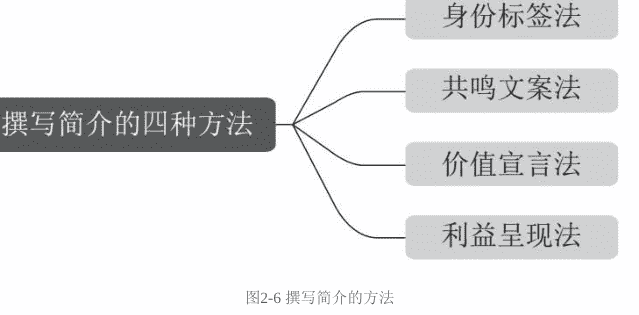 身份标签法
共鸣文案法
撰写简介的四种方法
价值宣言法
利益呈现法
图2-6 撰写简介的方法